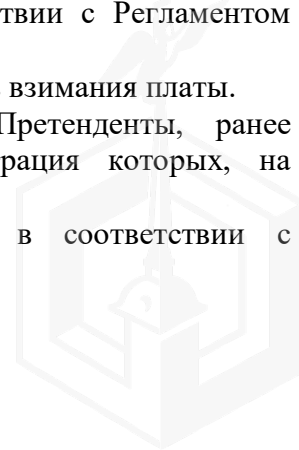 твии с Регламентом
взимания платы.
Претенденты, ранее
рация которых, на
в соответствии с